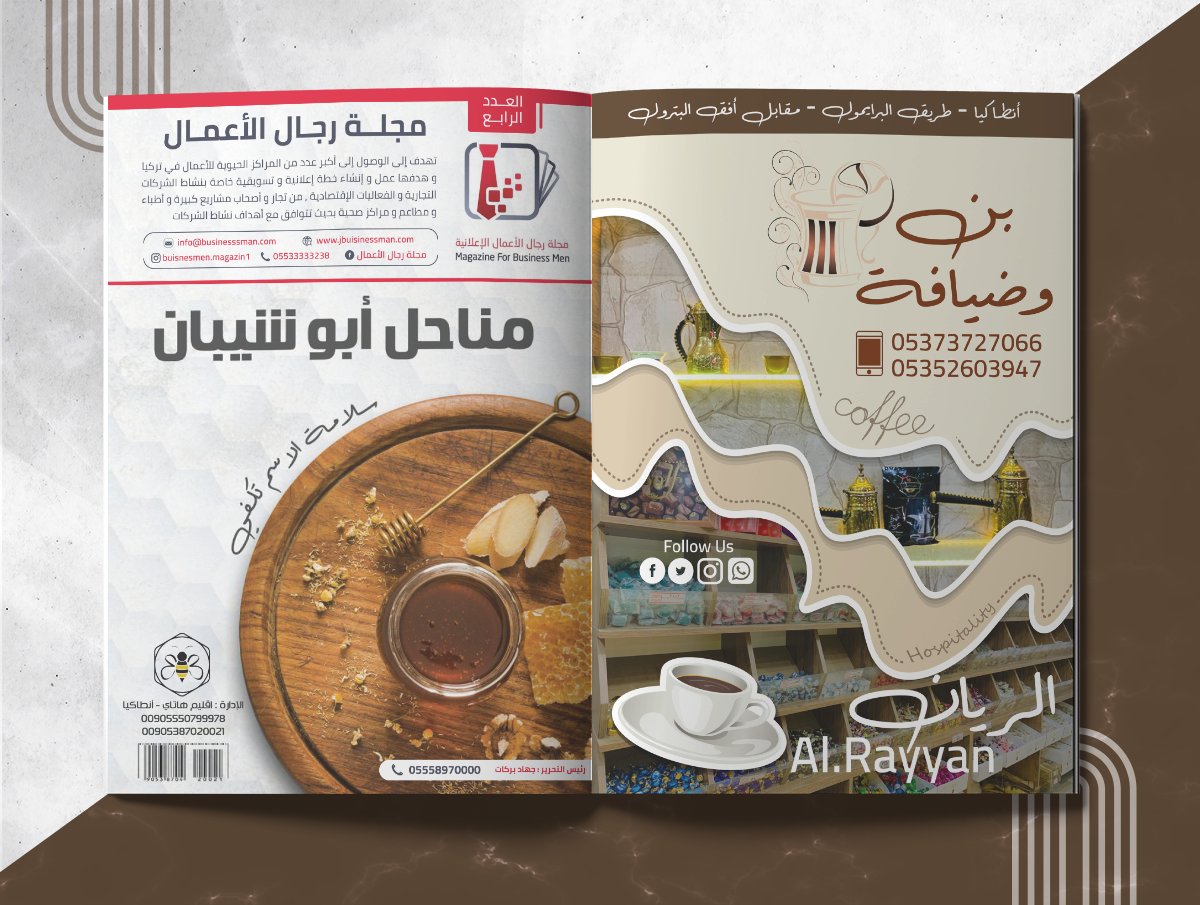 العدد
الرابع
مجلة رجال الأعمال
تهدف إلى الوصول إلى أكبر عدد من المراكز الحيوية للأعمال في تركيا
و هدفها عمل و إنشاء خطة إعلانية و تسويقية خاصة بنشاط الشركات
التجارية و الفعاليات الإقتصادية , من تجار و أصحاب مشاريع كبيرة و أطباء
و مطاعم و مراكز صحية بحيث تتوافق مع أهداف نشاط الشركات
info@businesssman.com www.jbuisinessman.com
buisnesmen.magazin1 05533333238 مجلة رجال الأعمال
مجلة رجال الأعمال الإعلانية
Magazine For Business Men
مناحل أبو شيبان
سلامة الاسم تكفي
الإدارة : اقليم هاتاي - أنطاكيا
00905550799978
00905387020021
رئيس التحرير : جهاد بركات 05558970000
أنطاكيا - طريق البرايمول - مقابل أفق البترول
بن
وضيافة
05373727066
05352603947
coffee
Follow Us
Hospitality
الريان
Al.Rayyan